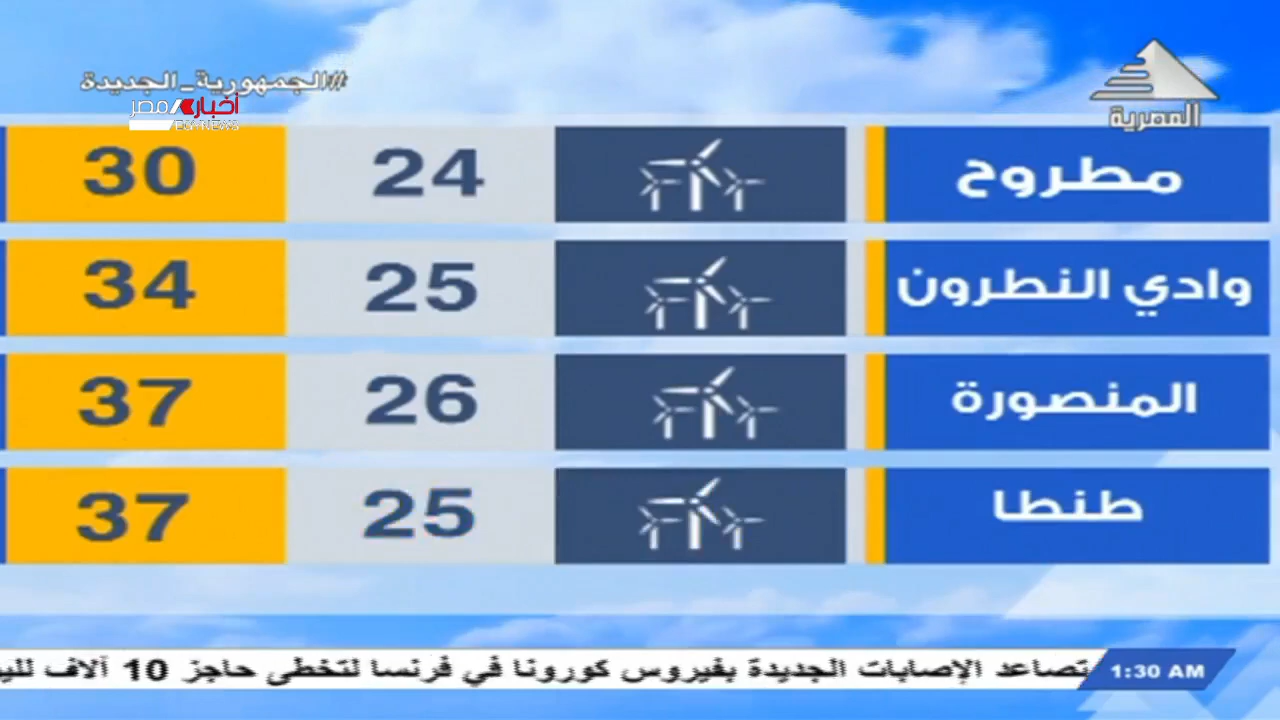 #الجمهورية_الجديدة
أخبار مصر
EGYNEWS
المصرية
مطروح 24 30
وادي النطرون 25 34
المنصورة 26 37
طنطا 25 37
1:30 AM تصاعد الإصابات الجديدة بفيروس كورونا في فرنسا لتخطى حاجز 10 آلاف